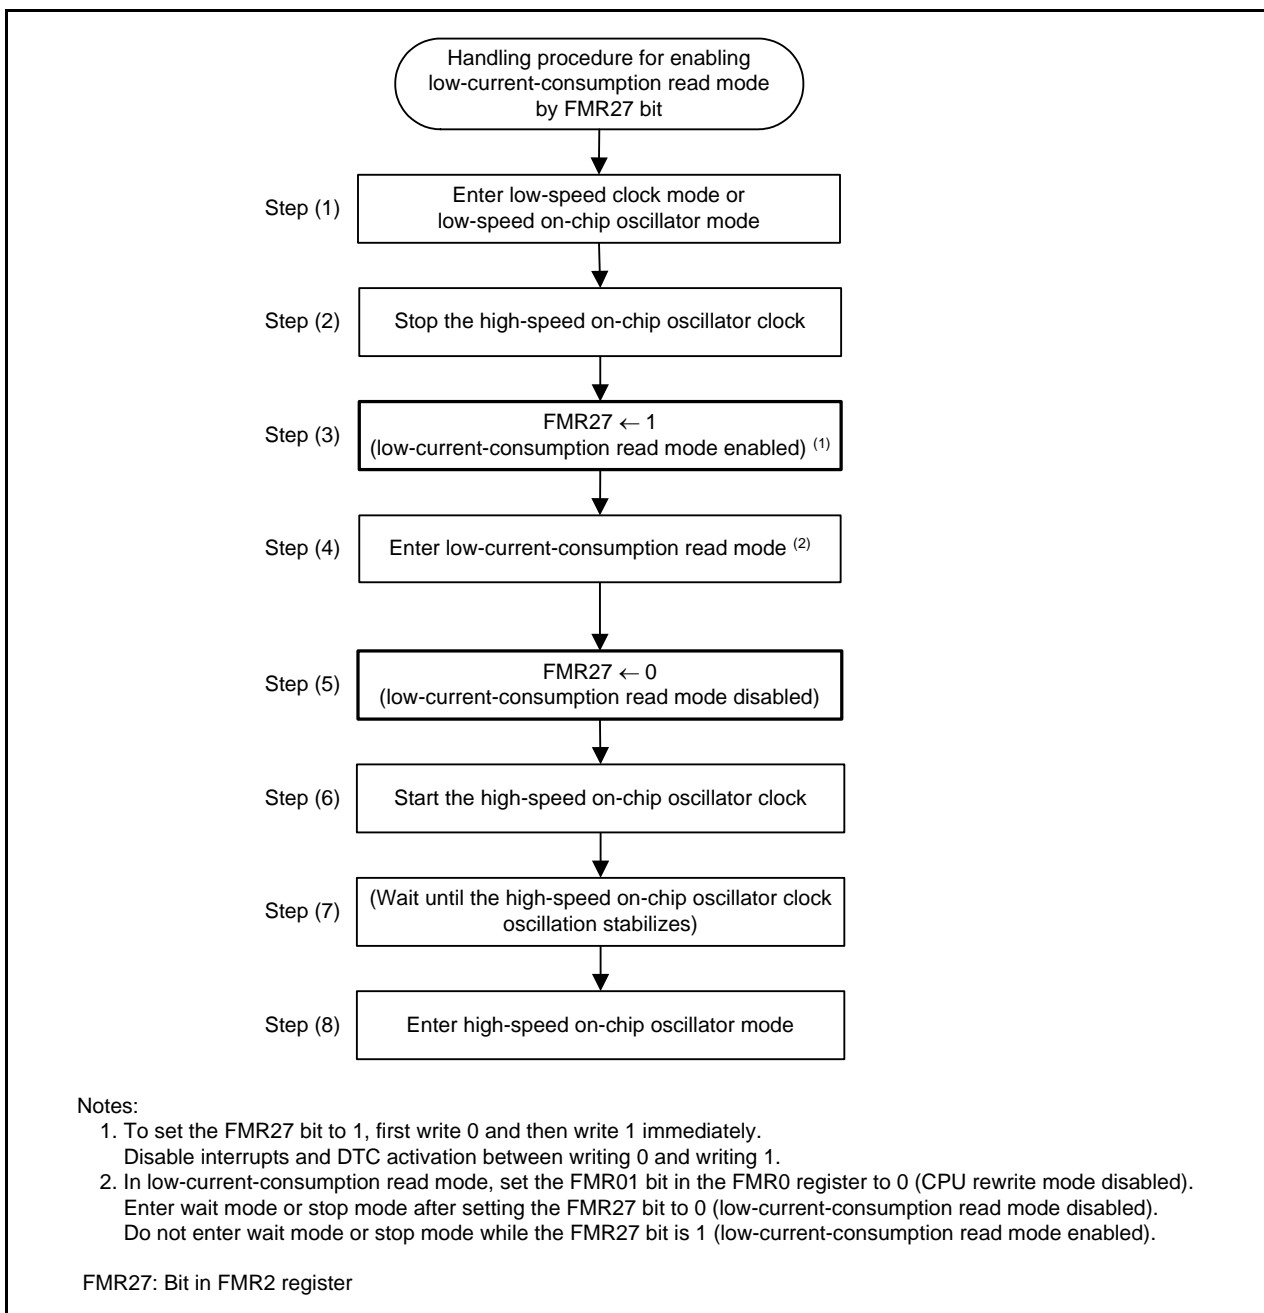 Handling procedure for enabling
low-current-consumption read mode
by FMR27 bit
Step (1)
Enter low-speed clock mode or
low-speed on-chip oscillator mode
Step (2)
Stop the high-speed on-chip oscillator clock
Step (3)
FMR27 ← 1
(low-current-consumption read mode enabled) (1)
Step (4)
Enter low-current-consumption read mode (2)
Step (5)
FMR27 ← 0
(low-current-consumption read mode disabled)
Step (6)
Start the high-speed on-chip oscillator clock
Step (7)
(Wait until the high-speed on-chip oscillator clock
oscillation stabilizes)
Step (8)
Enter high-speed on-chip oscillator mode
Notes:
1. To set the FMR27 bit to 1, first write 0 and then write 1 immediately.
Disable interrupts and DTC activation between writing 0 and writing 1.
2. In low-current-consumption read mode, set the FMR01 bit in the FMR0 register to 0 (CPU rewrite mode disabled).
Enter wait mode or stop mode after setting the FMR27 bit to 0 (low-current-consumption read mode disabled).
Do not enter wait mode or stop mode while the FMR27 bit is 1 (low-current-consumption read mode enabled).
FMR27: Bit in FMR2 register